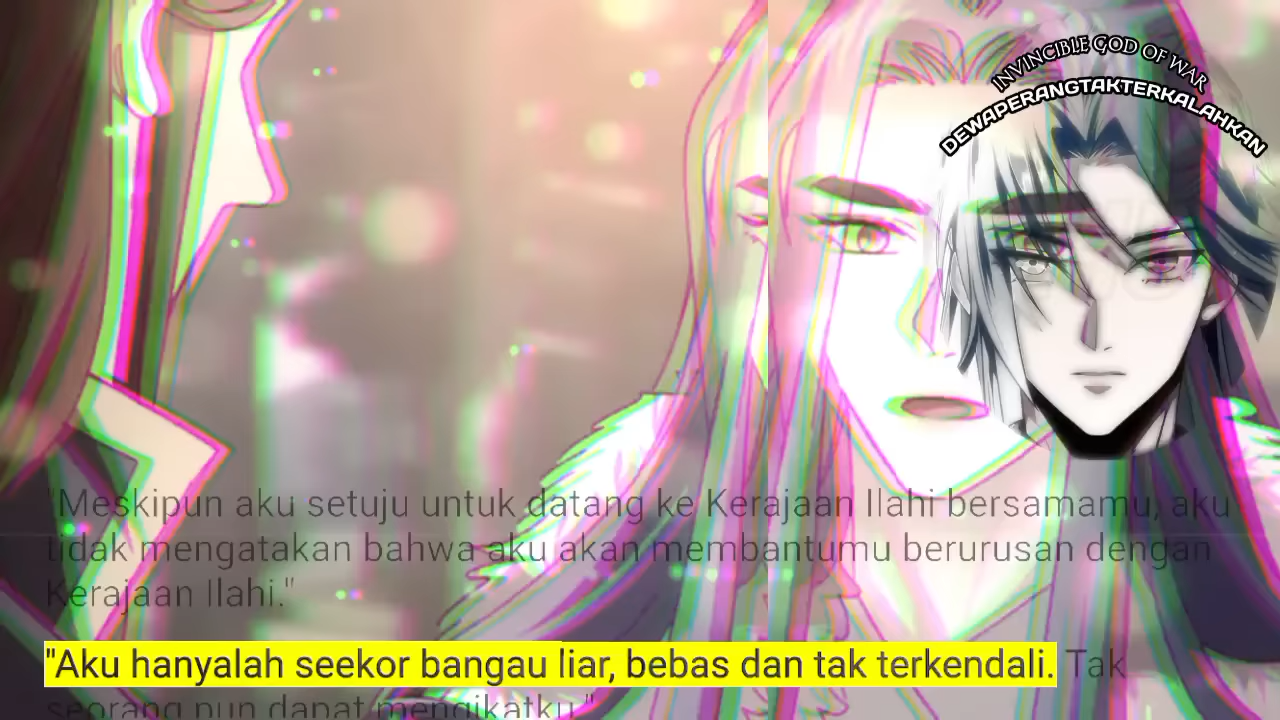 INVINCIBLE GOD OF WAR
DEWAPERANGTAKTERKALAHKAN
"Meskipun aku setuju untuk datang ke Kerajaan Ilahi bersamamu, aku
tidak mengatakan bahwa aku akan membantumu berurusan dengan
Kerajaan Ilahi."
"Aku hanyalah seekor bangau liar, bebas dan tak terkendali. Tak
seorang pun dapat mengikatku."